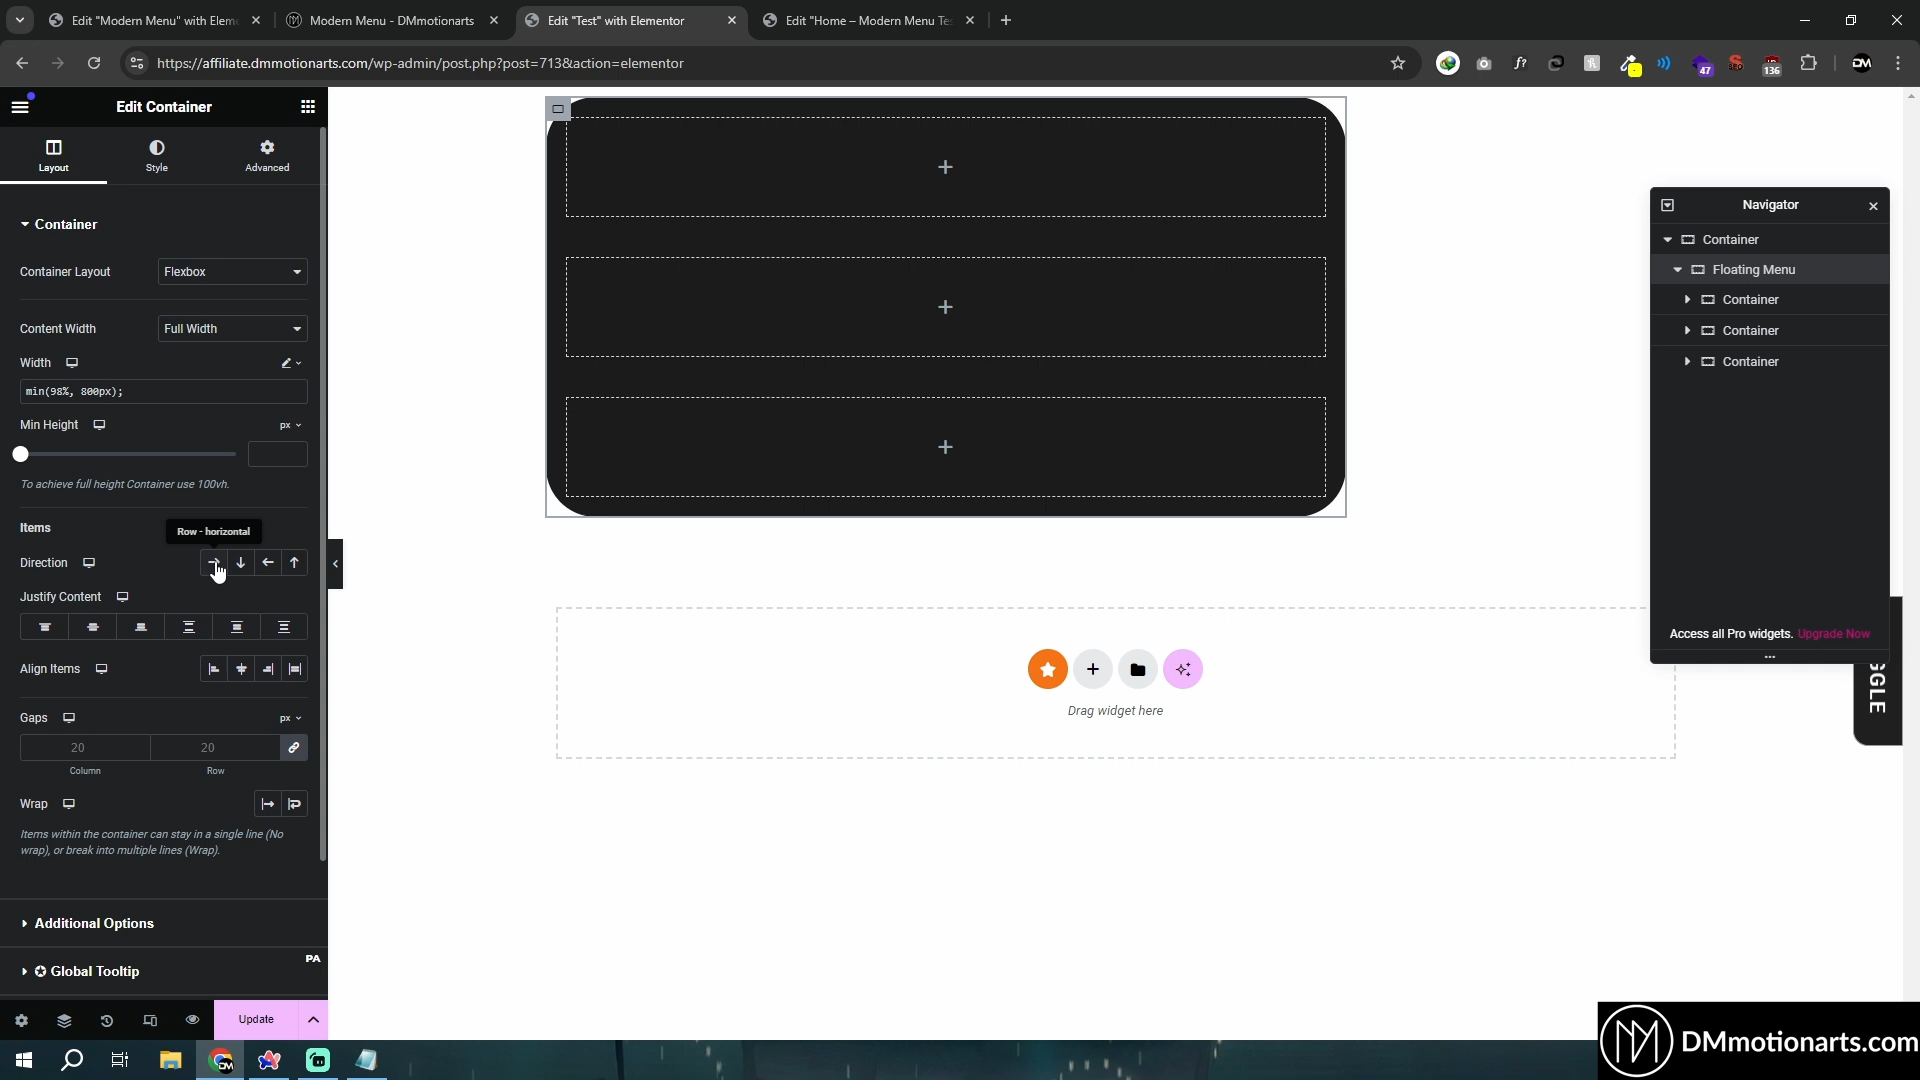 Edit "Modern Menu" with Eleme
Modern Menu - DMmotionarts
Edit "Test" with Elementor
Edit "Home – Modern Menu Te
https://affiliate.dmmotionarts.com/wp-admin/post.php?post=713&action=elementor
f?
47
136
DM
Edit Container
Layout
Style
Advanced
Container
Container Layout
Flexbox
Content Width
Full Width
Width
min(98%, 800px);
Min Height
px
To achieve full height Container use 100vh.
Items
Row - horizontal
Direction
Justify Content
Align Items
Gaps
px
20
20
Column
Row
Wrap
Items within the container can stay in a single line (No
wrap), or break into multiple lines (Wrap).
Additional Options
PA
Global Tooltip
Update
Drag widget here
Navigator
Container
Floating Menu
Container
Container
Container
Access all Pro widgets. Upgrade Now
GGLE
DMmotionarts.com